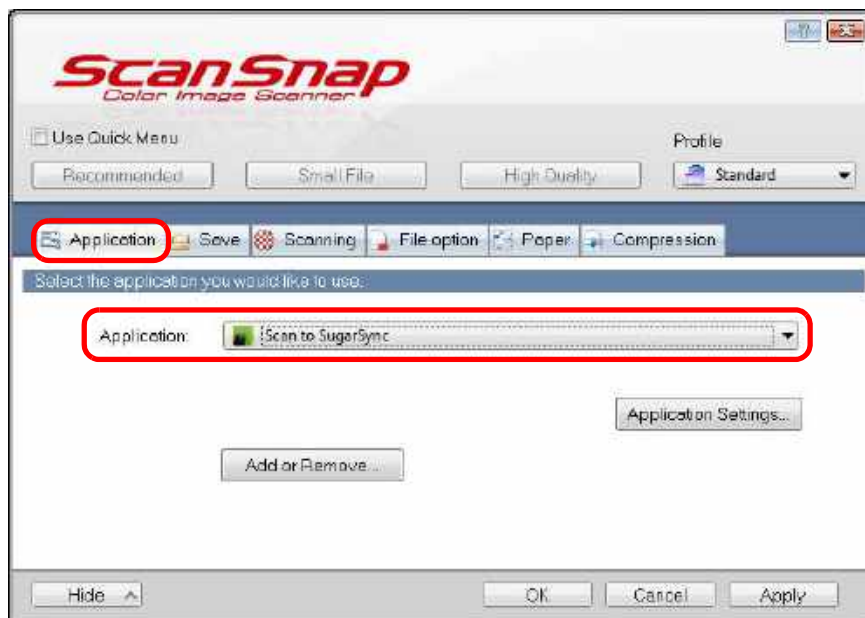 ScanSnap
Color Image Scanner
Use Quick Menu
Profile
Recommended Small File High Quality Standard
Application Save Scanning File option Paper Compression
Select the application you would like to use.
Application: Scan to SugarSync
Application Settings...
Add or Remove...
Hide OK Cancel Apply